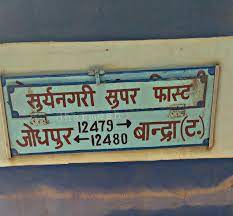 सूर्यनगरी सुपर फास्ट
जोधपुर 12479→ बान्द्रा (ट.)
←12480